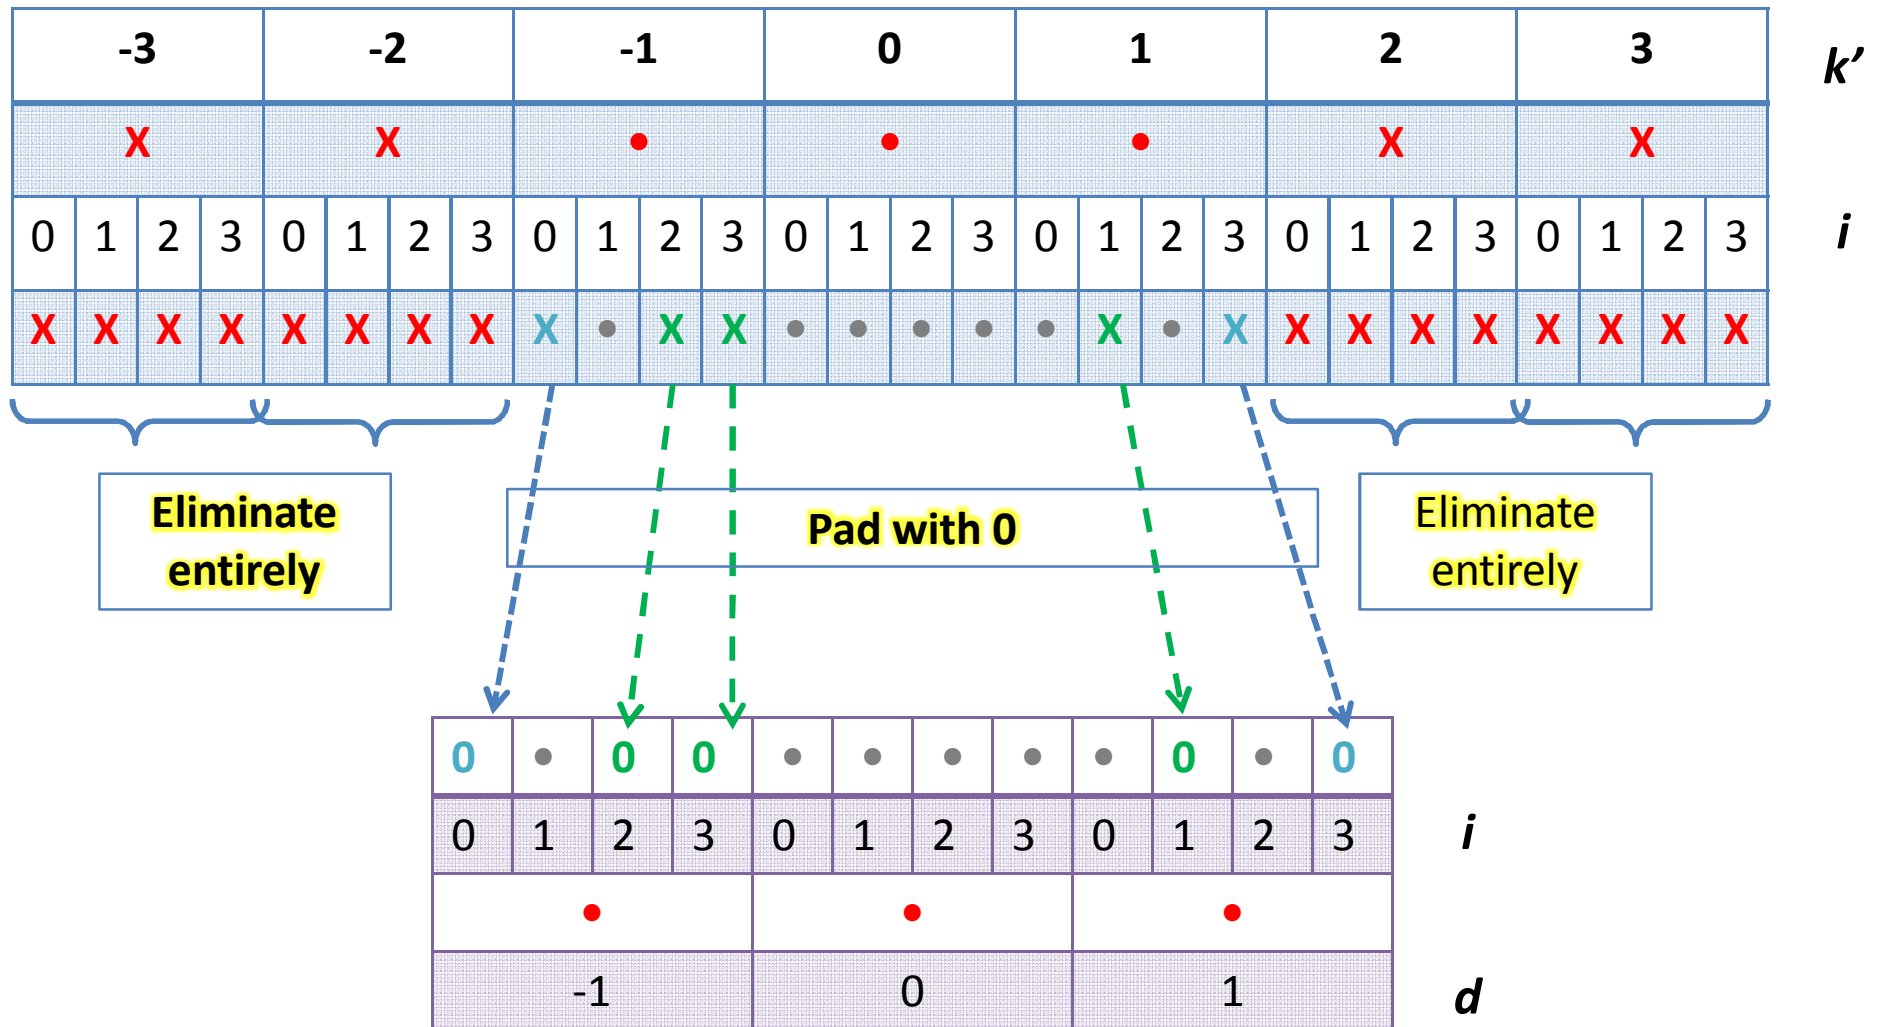 -3 -2 -1 0 1 2 3 k’
X X • • • X X
0 1 2 3 0 1 2 3 0 1 2 3 0 1 2 3 0 1 2 3 0 1 2 3 0 1 2 3 i
X X X X X X X X X • X X • • • • • X • X X X X X X X X X
Eliminate
entirely
Pad with 0
Eliminate
entirely
0 • 0 0 • • • • • 0 • 0
0 1 2 3 0 1 2 3 0 1 2 3 i
• • •
-1 0 1 d